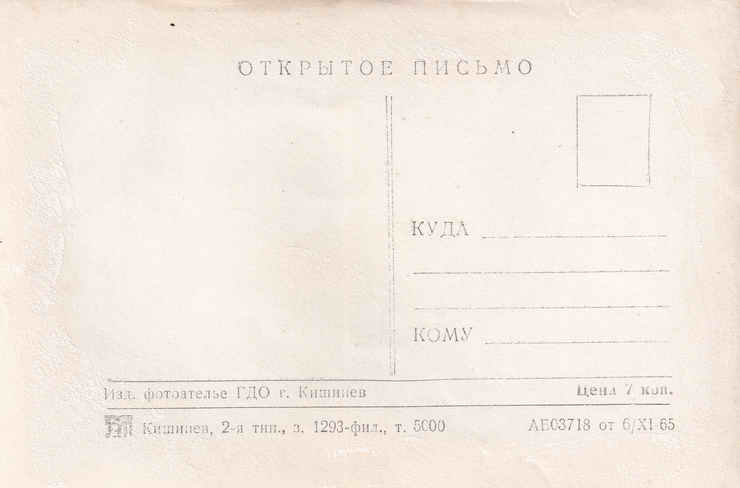 ОТКРЫТОЕ ПИСЬМО
КУДА
КОМУ
Изд. фотоателье ГДО г. Кишинев
Цена 7 коп.
Кишинев, 2-я тип., з. 1293-фил., т. 5000
АБ03718 от 6/XI-65